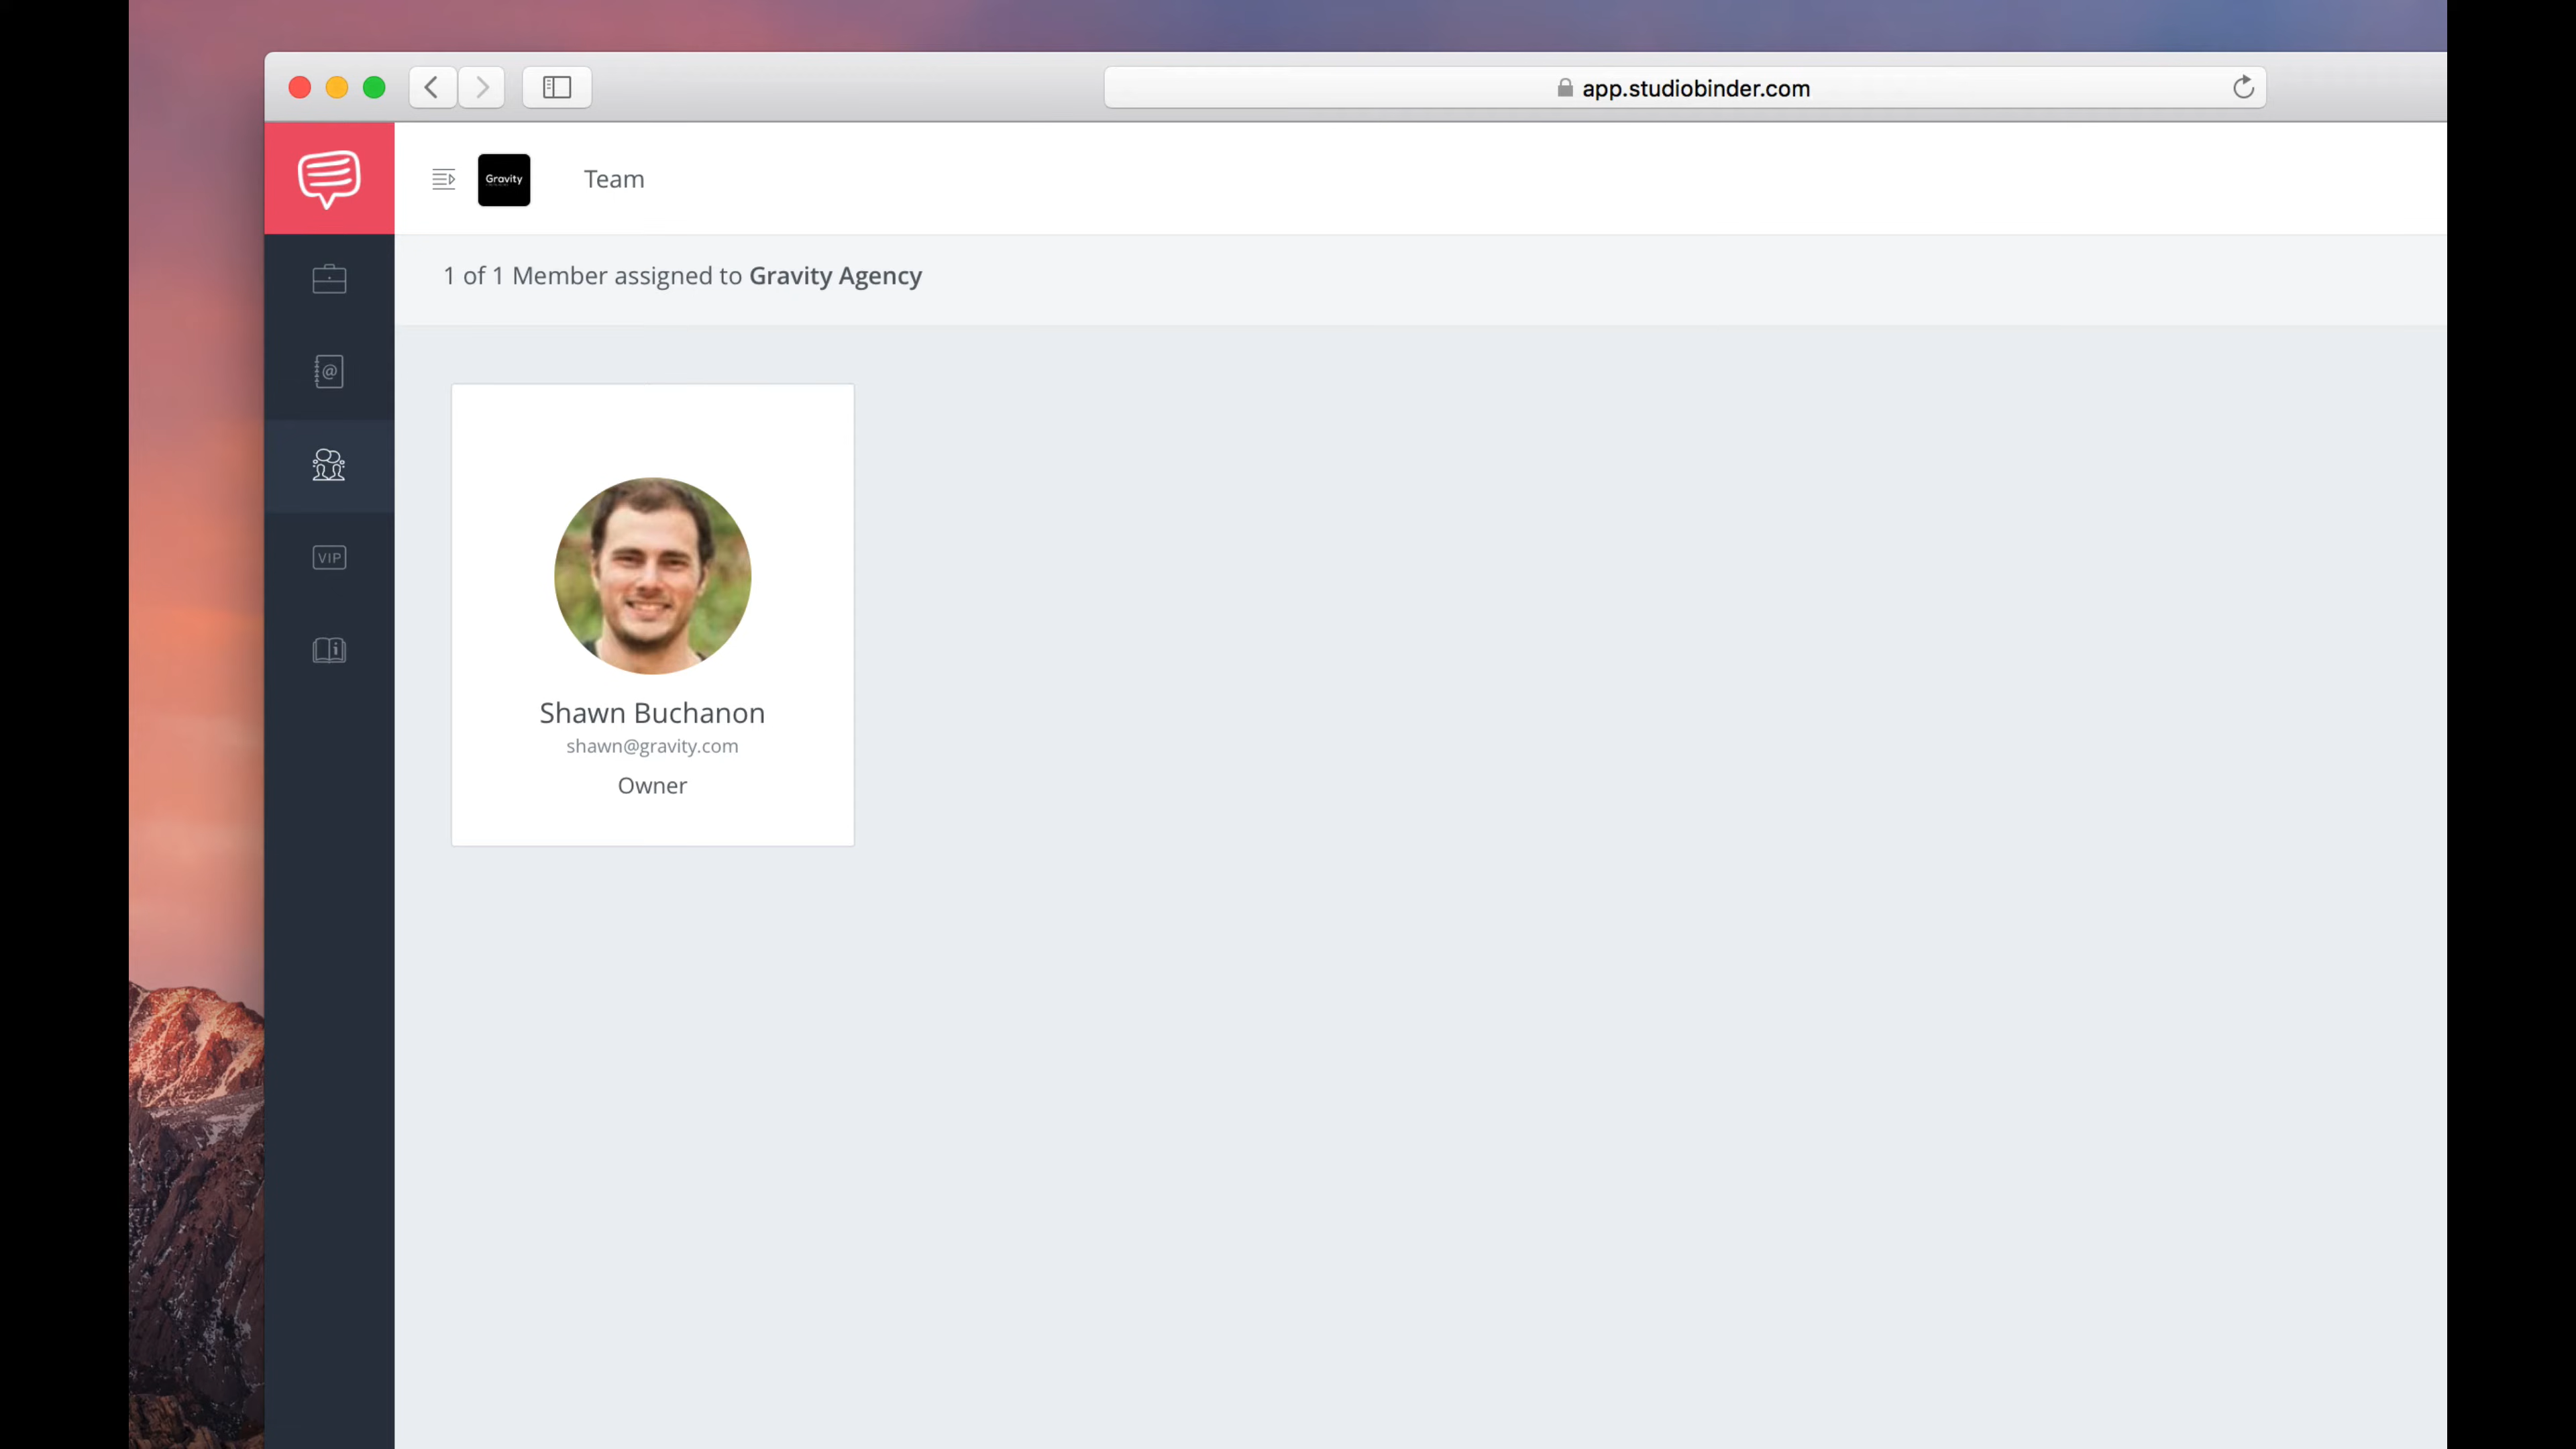 app.studiobinder.com
Gravity
Team
1 of 1 Member assigned to Gravity Agency
@
VIP
i
Shawn Buchanon
shawn@gravity.com
Owner